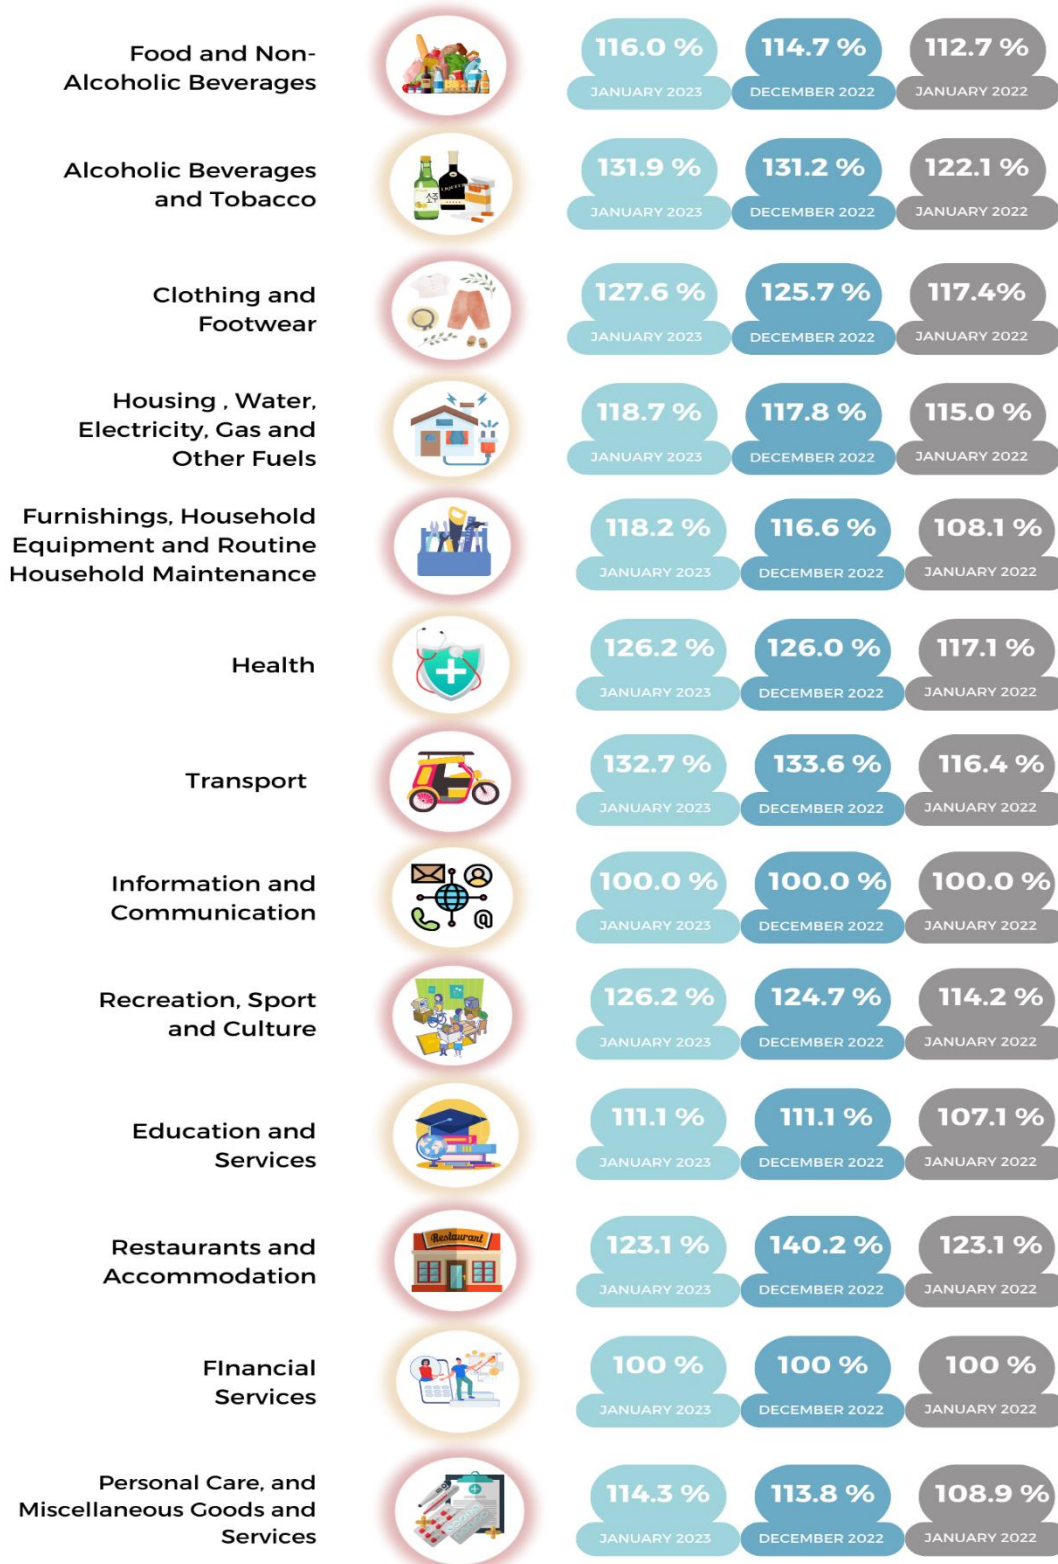 Food and Non-
Alcoholic Beverages
116.0 %
JANUARY 2023
114.7 %
DECEMBER 2022
112.7 %
JANUARY 2022
Alcoholic Beverages
and Tobacco
LIQUEUR
131.9 %
JANUARY 2023
131.2 %
DECEMBER 2022
122.1 %
JANUARY 2022
Clothing and
Footwear
127.6 %
JANUARY 2023
125.7 %
DECEMBER 2022
117.4%
JANUARY 2022
Housing , Water,
Electricity, Gas and
Other Fuels
118.7 %
JANUARY 2023
117.8 %
DECEMBER 2022
115.0 %
JANUARY 2022
Furnishings, Household
Equipment and Routine
Household Maintenance
118.2 %
JANUARY 2023
116.6 %
DECEMBER 2022
108.1 %
JANUARY 2022
Health
126.2 %
JANUARY 2023
126.0 %
DECEMBER 2022
117.1 %
JANUARY 2022
Transport
132.7 %
JANUARY 2023
133.6 %
DECEMBER 2022
116.4 %
JANUARY 2022
Information and
Communication
@
100.0 %
JANUARY 2023
100.0 %
DECEMBER 2022
100.0 %
JANUARY 2022
Recreation, Sport
and Culture
126.2 %
JANUARY 2023
124.7 %
DECEMBER 2022
114.2 %
JANUARY 2022
Education and
Services
111.1 %
JANUARY 2023
111.1 %
DECEMBER 2022
107.1 %
JANUARY 2022
Restaurants and
Accommodation
Restaurant
123.1 %
JANUARY 2023
140.2 %
DECEMBER 2022
123.1 %
JANUARY 2022
FInancial
Services
100 %
JANUARY 2023
100 %
DECEMBER 2022
100 %
JANUARY 2022
Personal Care, and
Miscellaneous Goods and
Services
114.3 %
JANUARY 2023
113.8 %
DECEMBER 2022
108.9 %
JANUARY 2022